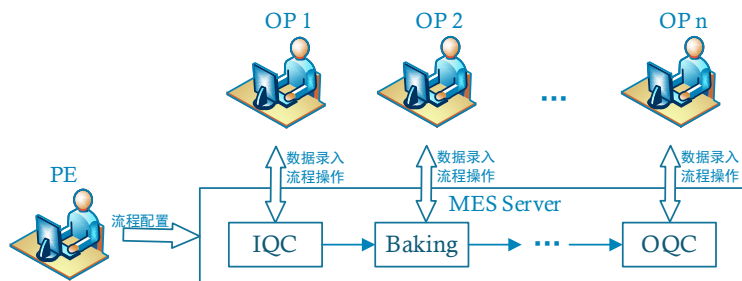 OP 1
OP 2
OP n
...
数据录入
流程操作
数据录入
流程操作
数据录入
流程操作
PE
流程配置
MES Server
IQC
Baking
...
OQC